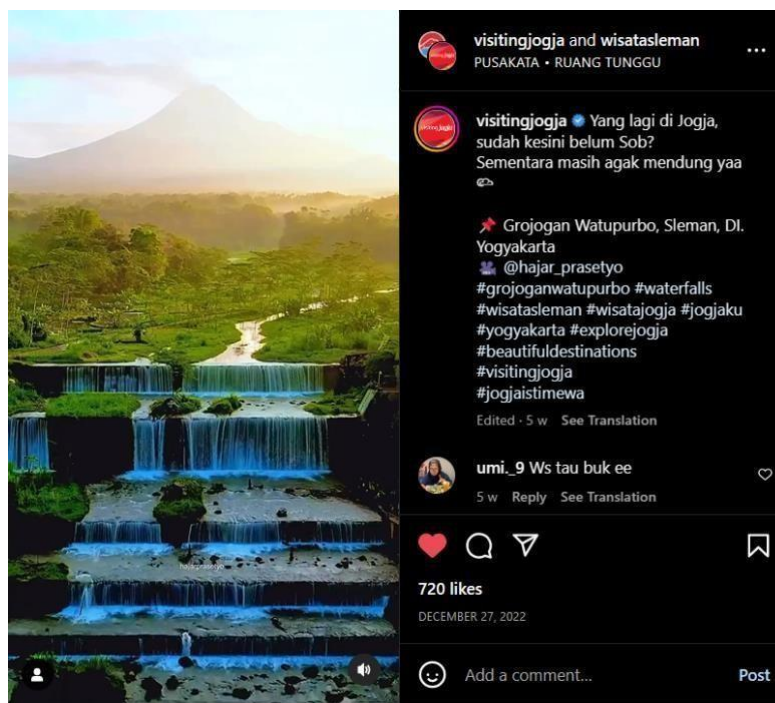 visitingjogja and wisatasleman
PUSAKATA • RUANG TUNGGU
visitingjogja Yang lagi di Jogja,
sudah kesini belum Sob?
Sementara masih agak mendung yaa
📌 Grojogan Watupurbo, Sleman, DI.
Yogyakarta
🎥 @hajar_prasetyo
#grojoganwatupurbo #waterfalls
#wisatasleman #wisatajogja #jogjaku
#yogyakarta #explorejogja
#beautifuldestinations
#visitingjogja
#jogjaistimewa
Edited · 5 w See Translation
umi._9 Ws tau buk ee
5 w Reply See Translation
720 likes
DECEMBER 27, 2022
Add a comment... Post
hajarprasetyo